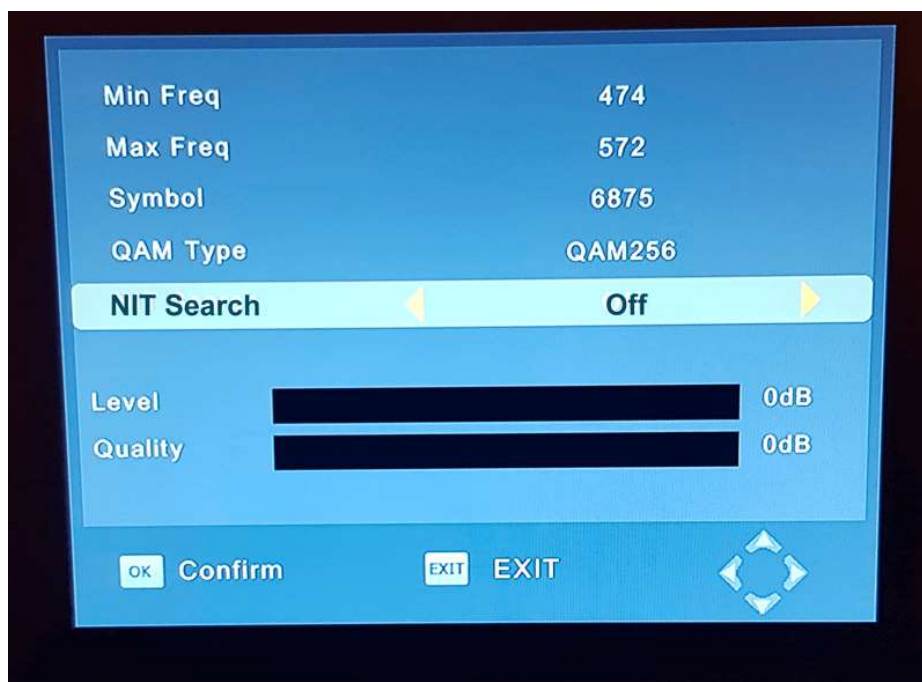 Min Freq 474
Max Freq 572
Symbol 6875
QAM Type QAM256
NIT Search Off
Level 0dB
Quality 0dB
OK Confirm EXIT EXIT